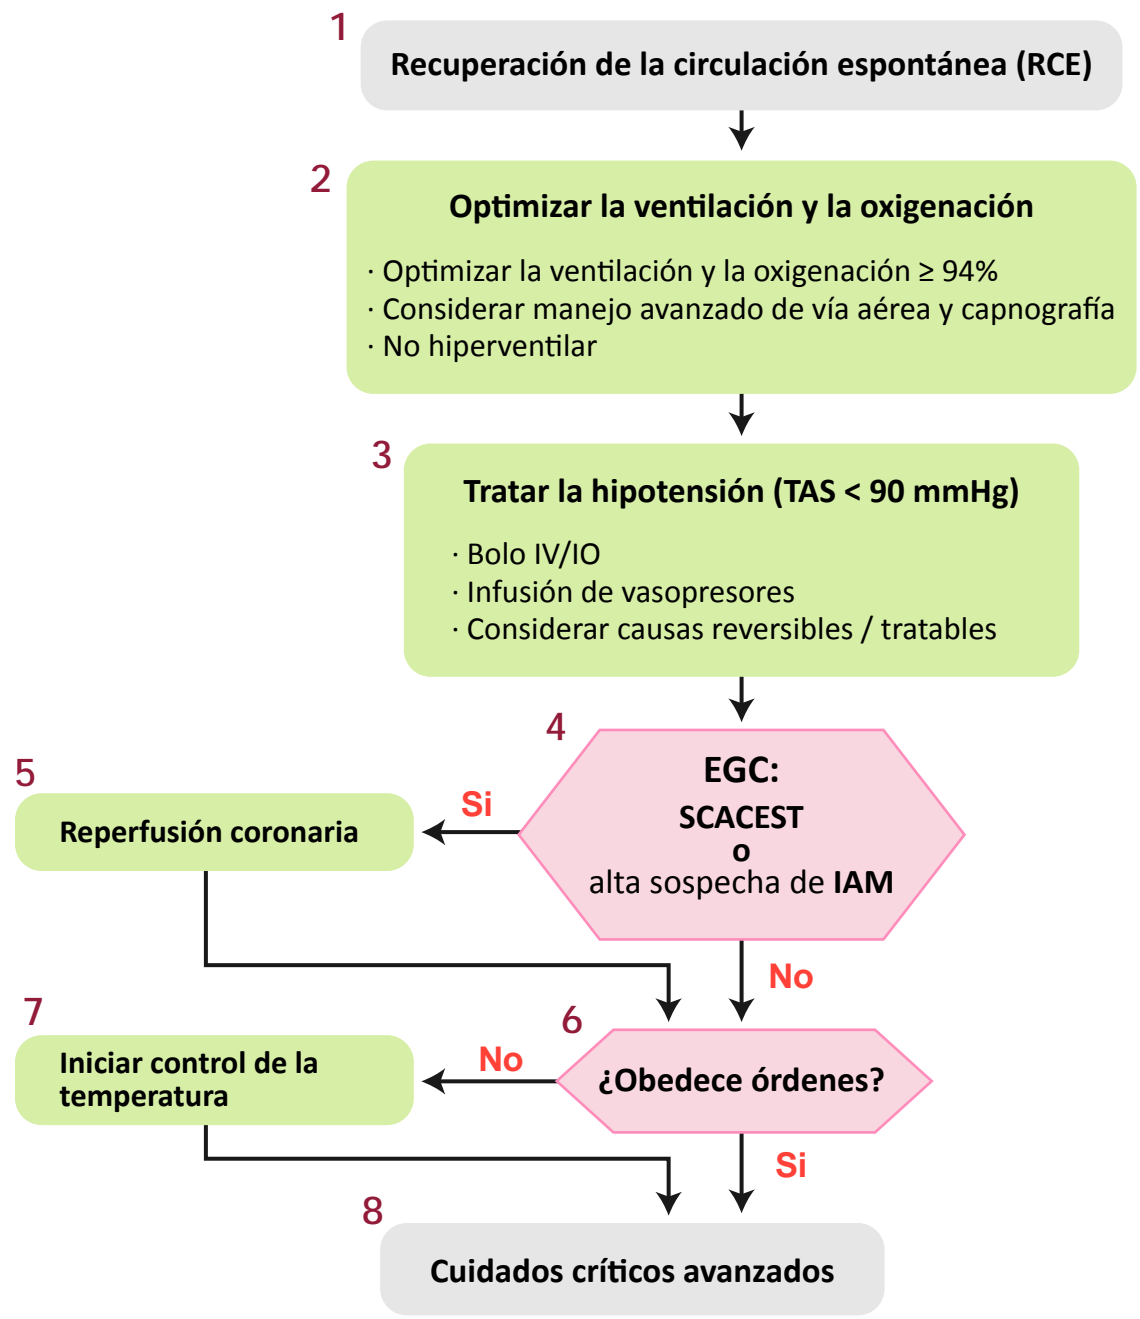 1
Recuperación de la circulación espontánea (RCE)
2
Optimizar la ventilación y la oxigenación
· Optimizar la ventilación y la oxigenación ≥ 94%
· Considerar manejo avanzado de vía aérea y capnografía
· No hiperventilar
3
Tratar la hipotensión (TAS < 90 mmHg)
· Bolo IV/IO
· Infusión de vasopresores
· Considerar causas reversibles / tratables
4
EGC:
SCACEST
o
alta sospecha de IAM
Si
5
Reperfusión coronaria
No
6
¿Obedece órdenes?
No
7
Iniciar control de la
temperatura
Si
8
Cuidados críticos avanzados